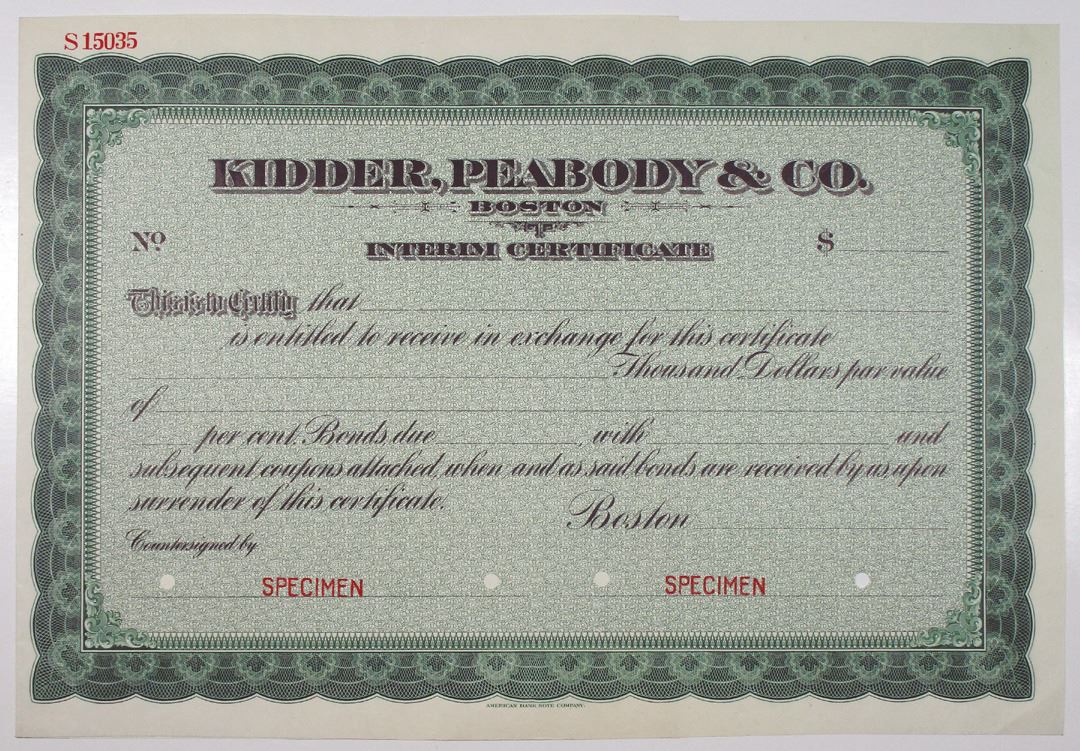 S 15035
KIDDER, PEABODY & CO.
BOSTON
INTERIM CERTIFICATE
No. $
This is to Certify that
is entitled to receive in exchange for this certificate
Thousand Dollars par value
of
per cent. Bonds due , with and
subsequent coupons attached, when and as said bonds are received by us, upon
surrender of this certificate.
Boston
Countersigned by
SPECIMEN SPECIMEN
AMERICAN BANK NOTE COMPANY.